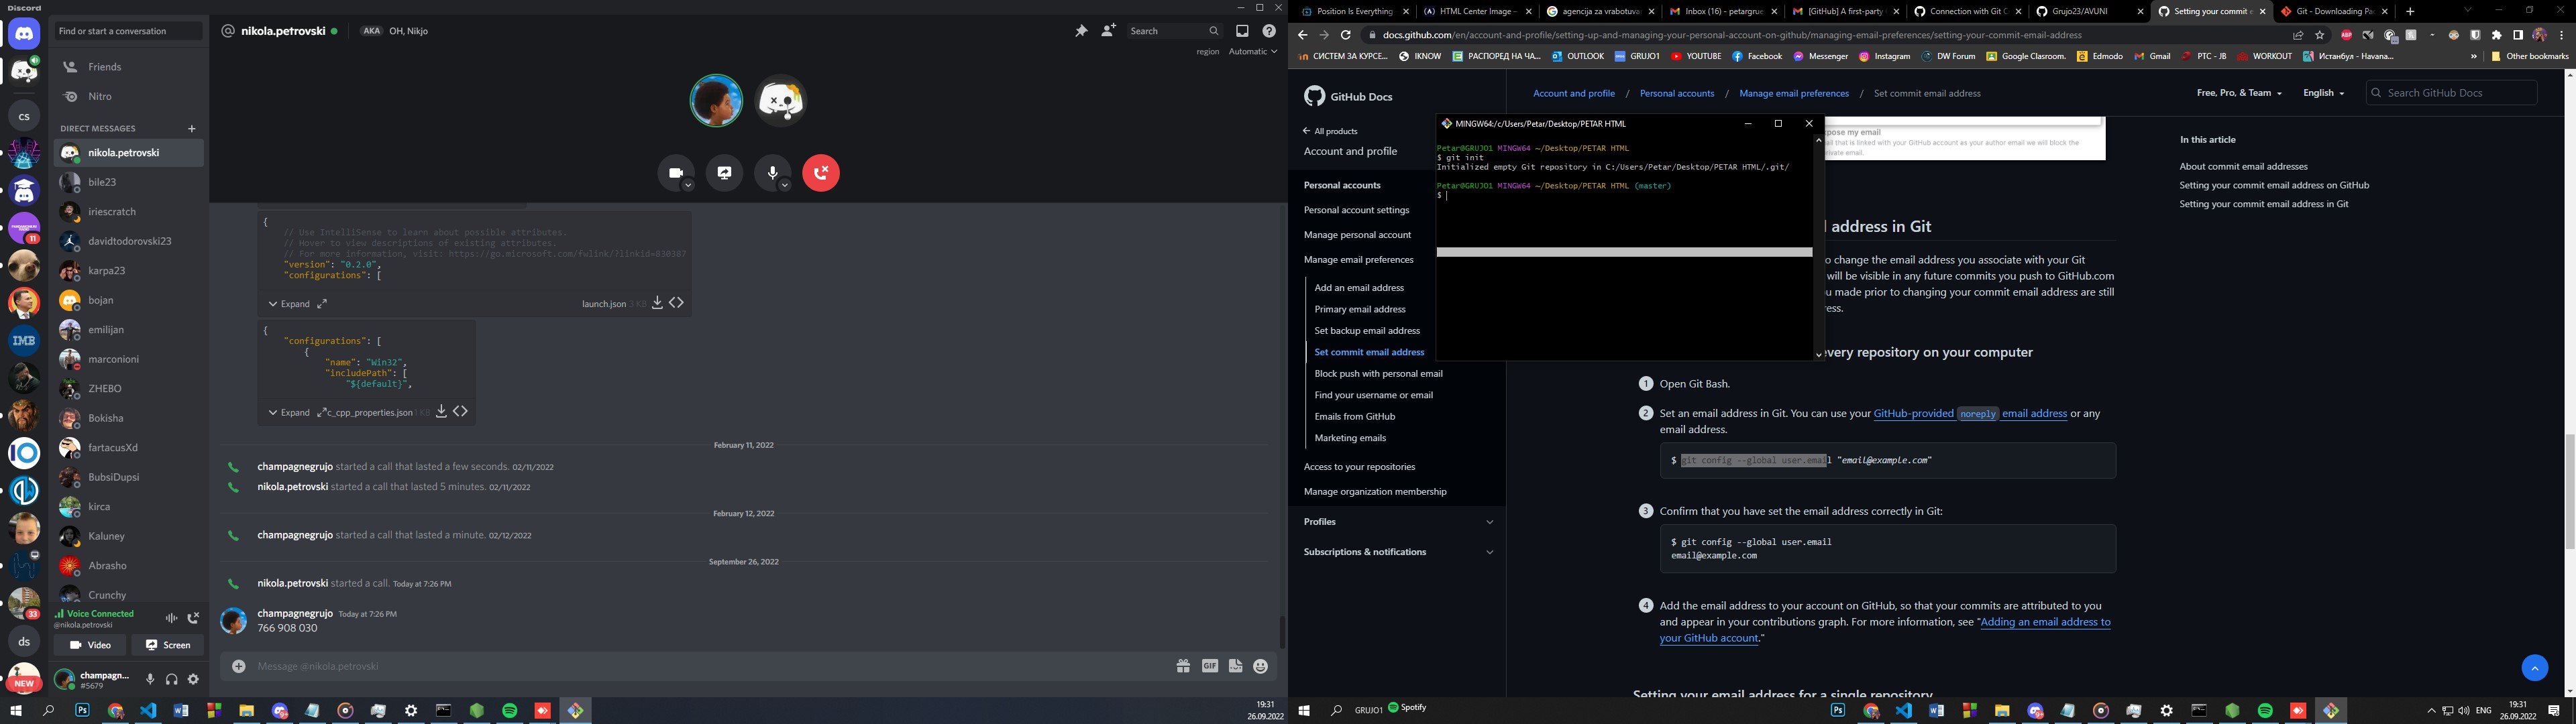 Discord
Find or start a conversation
Friends
Nitro
DIRECT MESSAGES
nikola.petrovski
bile23
iriescratch
davidtodorovski23
karpa23
bojan
emilijan
marconioni
ZHEBO
Bokisha
fartacusXd
BubsiDupsi
kirca
Kaluney
Abrasho
Crunchy
Voice Connected
@nikola.petrovski
Video
Screen
champagn...
#5679
CS
11
IMB
33
ds
NEW
nikola.petrovski
AKA OH, Nikjo
Search
region Automatic
{
// Use IntelliSense to learn about possible attributes.
// Hover to view descriptions of existing attributes.
// For more information, visit: https://go.microsoft.com/fwlink/?linkid=830387
"version": "0.2.0",
"configurations": [
Expand
launch.json 3 KB
{
"configurations": [
{
"name": "Win32",
"includePath": [
"${default}",
Expand
c_cpp_properties.json 1 KB
February 11, 2022
champagnegrujo started a call that lasted a few seconds. 02/11/2022
nikola.petrovski started a call that lasted 5 minutes. 02/11/2022
February 12, 2022
champagnegrujo started a call that lasted a minute. 02/12/2022
September 26, 2022
nikola.petrovski started a call. Today at 7:26 PM
champagnegrujo Today at 7:26 PM
766 908 030
Message @nikola.petrovski
GIF
19:31
26.09.2022
Position Is Everything
HTML Center Image –
agencija za vrabotuva
Inbox (16) - petargrue
[GitHub] A first-party
Connection with Git C
Grujo23/AVUNI
Setting your commit e
Git - Downloading Pac
docs.github.com/en/account-and-profile/setting-up-and-managing-your-personal-account-on-github/managing-email-preferences/setting-your-commit-email-address
СИСТЕМ ЗА КУРСЕ...
IKNOW
РАСПОРЕД НА ЧА...
OUTLOOK
GRUJO1
YOUTUBE
Facebook
Messenger
Instagram
DW Forum
Google Clasroom.
Edmodo
Gmail
PTC - JB
WORKOUT
Истанбул - Havana...
Other bookmarks
GitHub Docs
All products
Account and profile
Personal accounts
Personal account settings
Manage personal account
Manage email preferences
Add an email address
Primary email address
Set backup email address
Set commit email address
Block push with personal email
Find your username or email
Emails from GitHub
Marketing emails
Access to your repositories
Manage organization membership
Profiles
Subscriptions & notifications
Account and profile / Personal accounts / Manage email preferences / Set commit email address
Free, Pro, & Team
English
Search GitHub Docs
MINGW64:/c/Users/Petar/Desktop/PETAR HTML
Petar@GRUJO1 MINGW64 ~/Desktop/PETAR HTML
$ git init
Initialized empty Git repository in C:/Users/Petar/Desktop/PETAR HTML/.git/
Petar@GRUJO1 MINGW64 ~/Desktop/PETAR HTML (master)
$
pose my email
ail that is linked with your GitHub account as your author email we will block the
rivate email.
l address in Git
o change the email address you associate with your Git
will be visible in any future commits you push to GitHub.com
u made prior to changing your commit email address are still
ress.
every repository on your computer
1 Open Git Bash.
2 Set an email address in Git. You can use your GitHub-provided noreply email address or any
email address.
$ git config --global user.email "email@example.com"
3 Confirm that you have set the email address correctly in Git:
$ git config --global user.email
email@example.com
4 Add the email address to your account on GitHub, so that your commits are attributed to you
and appear in your contributions graph. For more information, see "Adding an email address to
your GitHub account."
Setting your email address for a single repository
In this article
About commit email addresses
Setting your commit email address on GitHub
Setting your commit email address in Git
GRUJO1
Spotify
ENG
19:31
26.09.2022